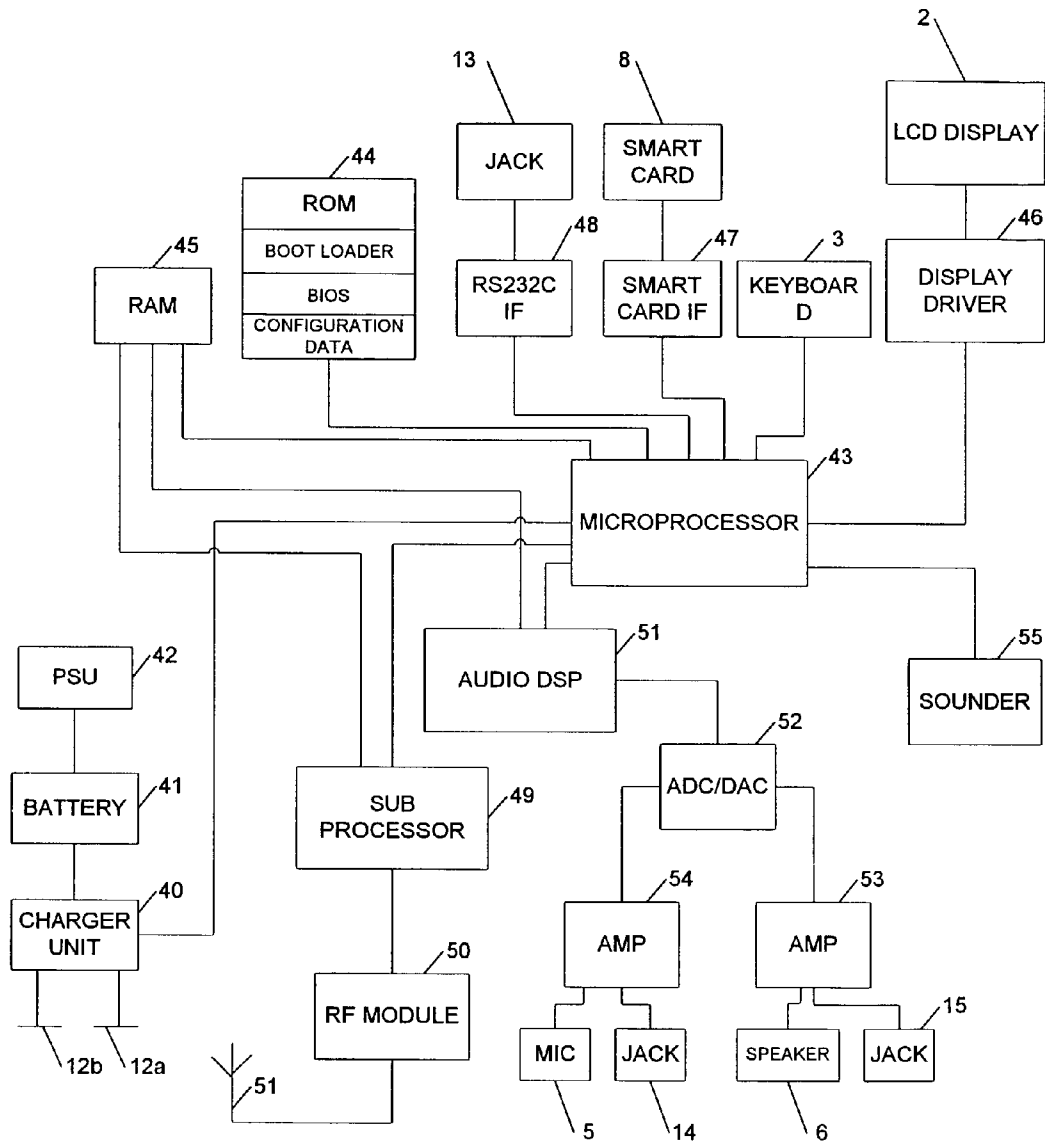 2
13
8
LCD DISPLAY
JACK
SMART
CARD
44
ROM
48
46
45
BOOT LOADER
47
3
RAM
BIOS
RS232C
IF
SMART
CARD IF
KEYBOAR
D
DISPLAY
DRIVER
CONFIGURATION
DATA
43
MICROPROCESSOR
51
55
42
PSU
AUDIO DSP
SOUNDER
52
41
BATTERY
SUB
PROCESSOR
49
ADC/DAC
40
54
53
CHARGER
UNIT
AMP
AMP
50
RF MODULE
15
12b
12a
51
MIC
JACK
SPEAKER
JACK
5
14
6